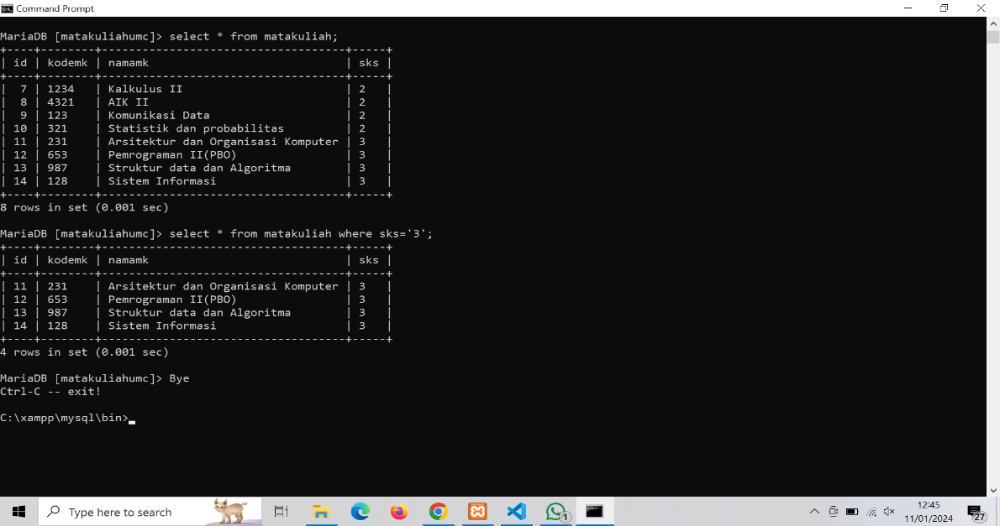 Command Prompt
MariaDB [matakuliahumc]> select * from matakuliah;
+----+--------+------------------------------------+-----+
| id | kodemk | namamk                             | sks |
+----+--------+------------------------------------+-----+
|  7 | 1234   | Kalkulus II                        | 2   |
|  8 | 4321   | AIK II                             | 2   |
|  9 | 123    | Komunikasi Data                    | 2   |
| 10 | 321    | Statistik dan probabilitas         | 2   |
| 11 | 231    | Arsitektur dan Organisasi Komputer | 3   |
| 12 | 653    | Pemrograman II(PBO)                | 3   |
| 13 | 987    | Struktur data dan Algoritma        | 3   |
| 14 | 128    | Sistem Informasi                   | 3   |
+----+--------+------------------------------------+-----+
8 rows in set (0.001 sec)
MariaDB [matakuliahumc]> select * from matakuliah where sks='3';
+----+--------+------------------------------------+-----+
| id | kodemk | namamk                             | sks |
+----+--------+------------------------------------+-----+
| 11 | 231    | Arsitektur dan Organisasi Komputer | 3   |
| 12 | 653    | Pemrograman II(PBO)                | 3   |
| 13 | 987    | Struktur data dan Algoritma        | 3   |
| 14 | 128    | Sistem Informasi                   | 3   |
+----+--------+------------------------------------+-----+
4 rows in set (0.001 sec)
MariaDB [matakuliahumc]> Bye
Ctrl-C -- exit!
C:\xampp\mysql\bin>
Type here to search
1
12:45
11/01/2024
27